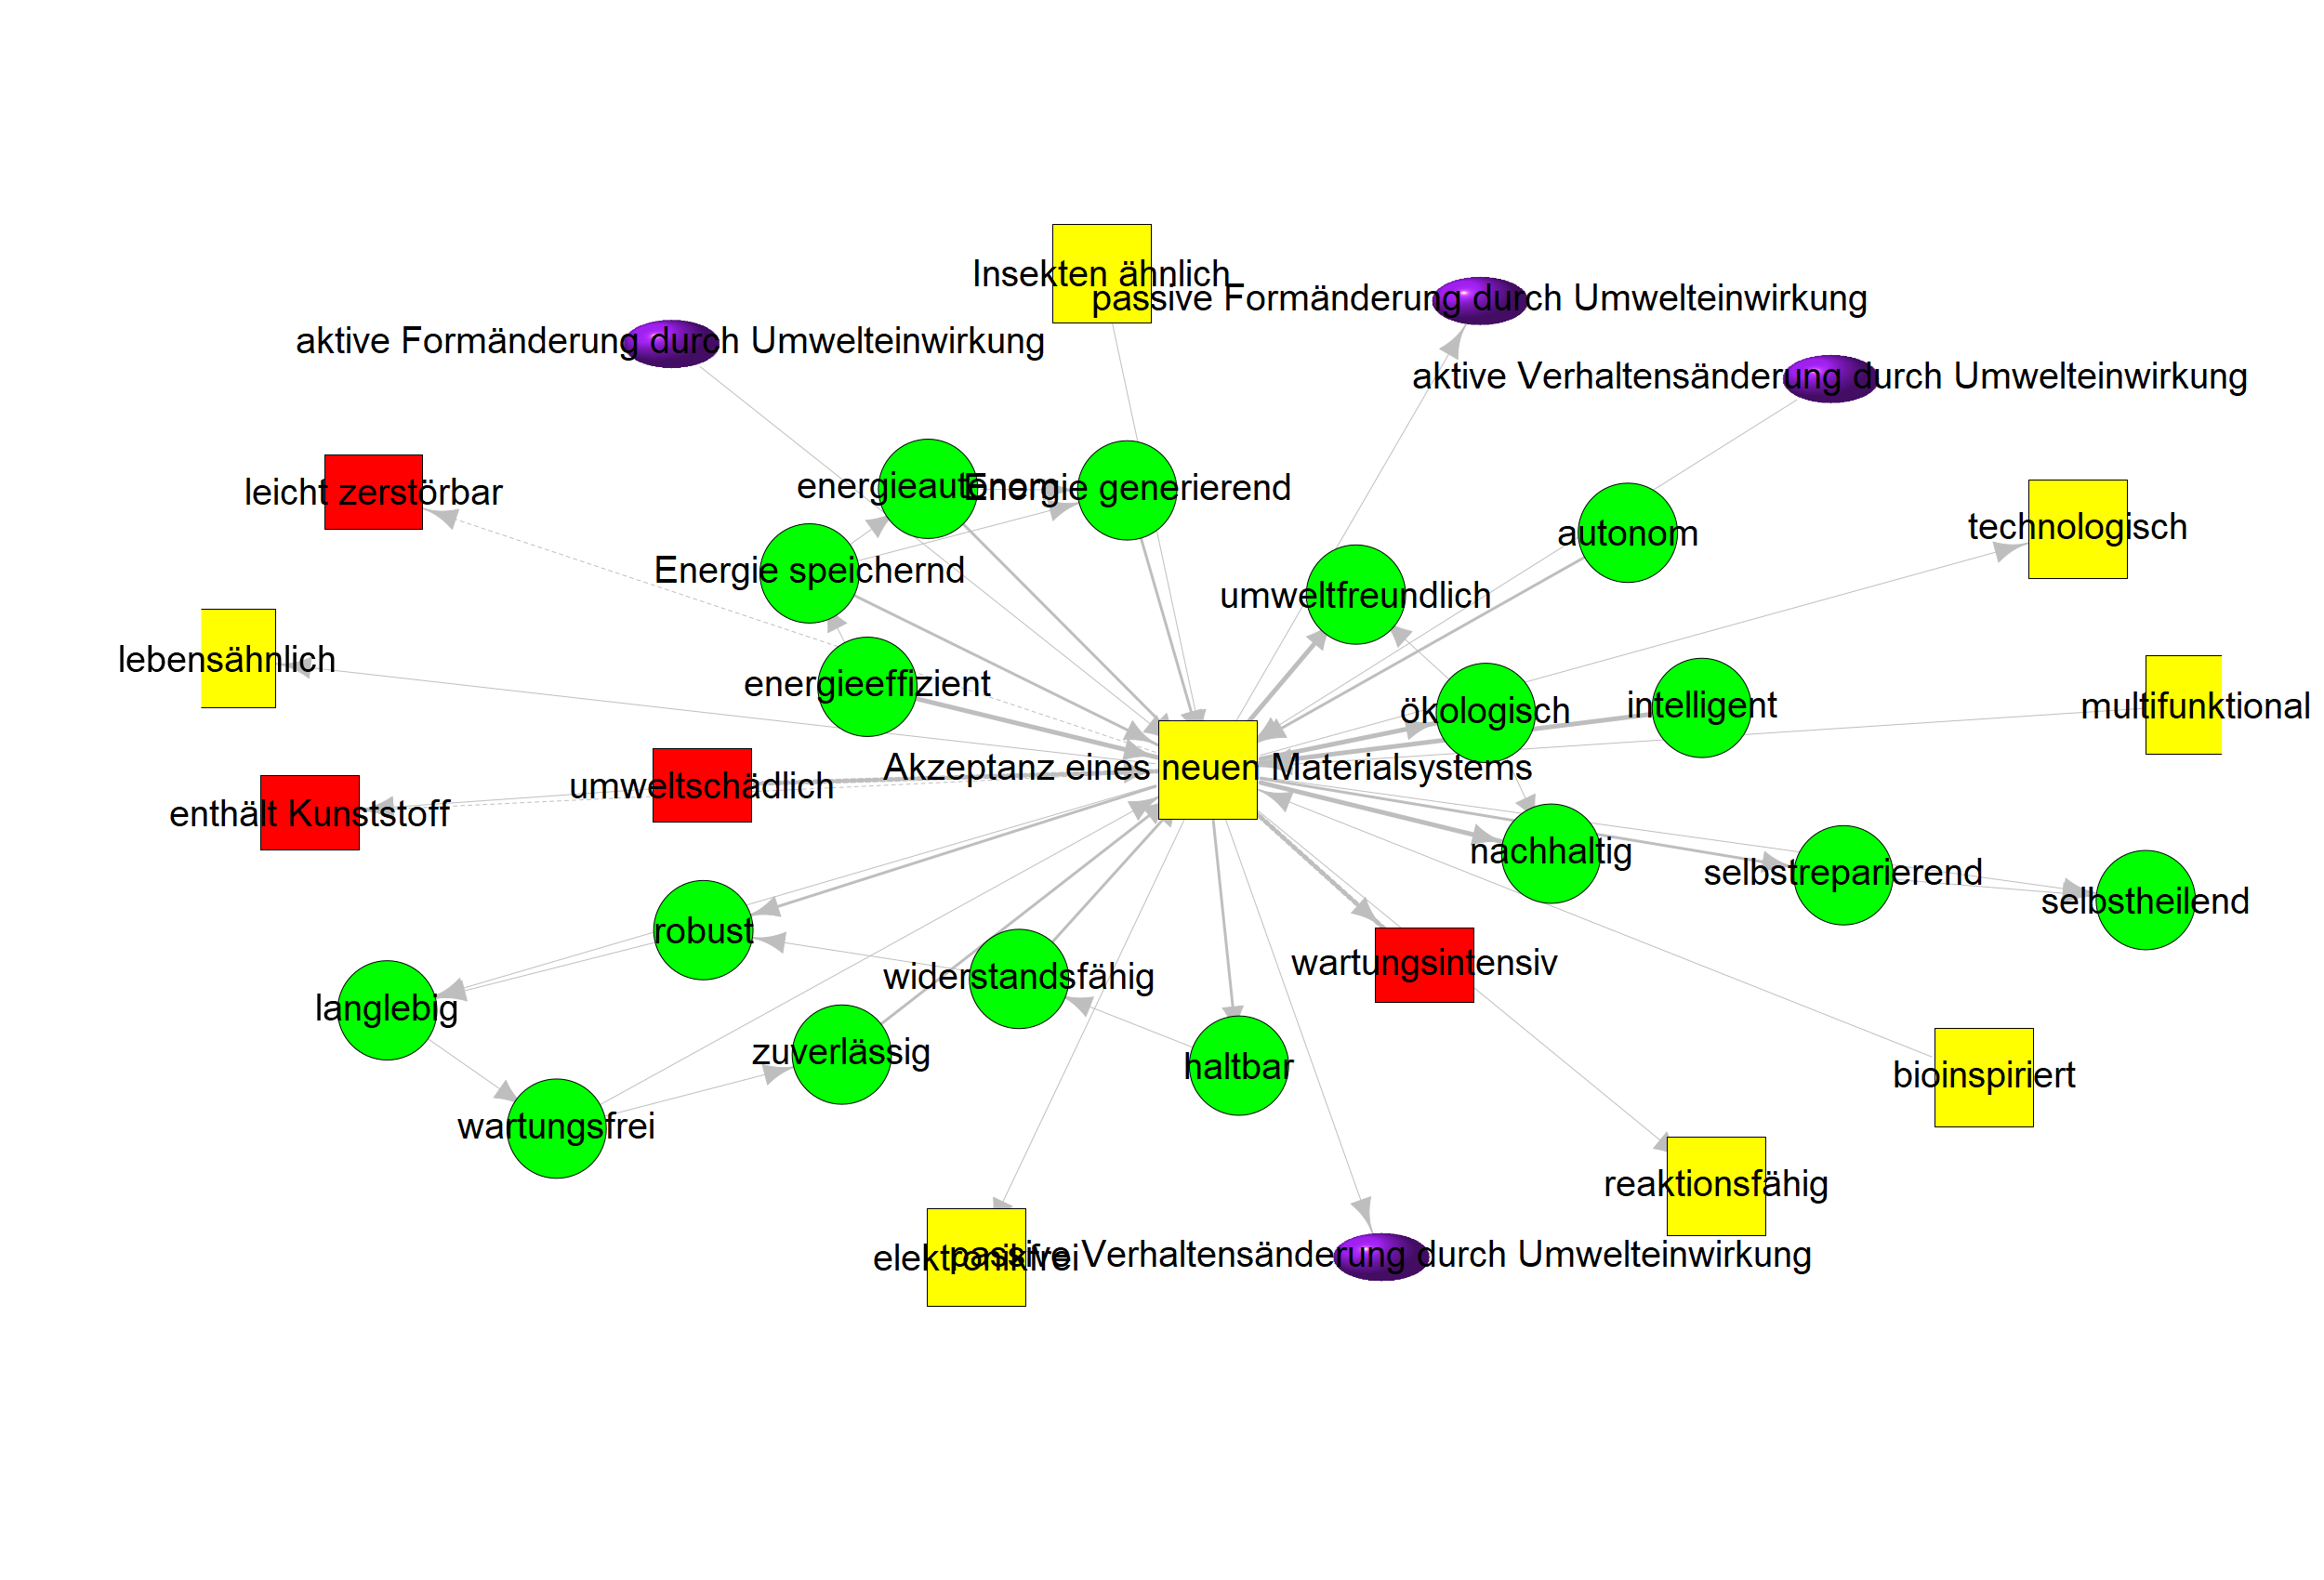 Insekten ähnlich
passive Formänderung durch Umwelteinwirkung
aktive Formänderung durch Umwelteinwirkung
aktive Verhaltensänderung durch Umwelteinwirkung
leicht zerstörbar
energieautonom
Energie generierend
technologisch
autonom
Energie speichernd
umweltfreundlich
lebensähnlich
energieeffizient
ökologisch
intelligent
multifunktional
Akzeptanz eines neuen Materialsystems
umweltschädlich
enthält Kunststoff
nachhaltig
selbstreparierend
selbstheilend
robust
widerstandsfähig
wartungsintensiv
langlebig
zuverlässig
haltbar
bioinspiriert
wartungsfrei
reaktionsfähig
elektronikfrei
passive Verhaltensänderung durch Umwelteinwirkung